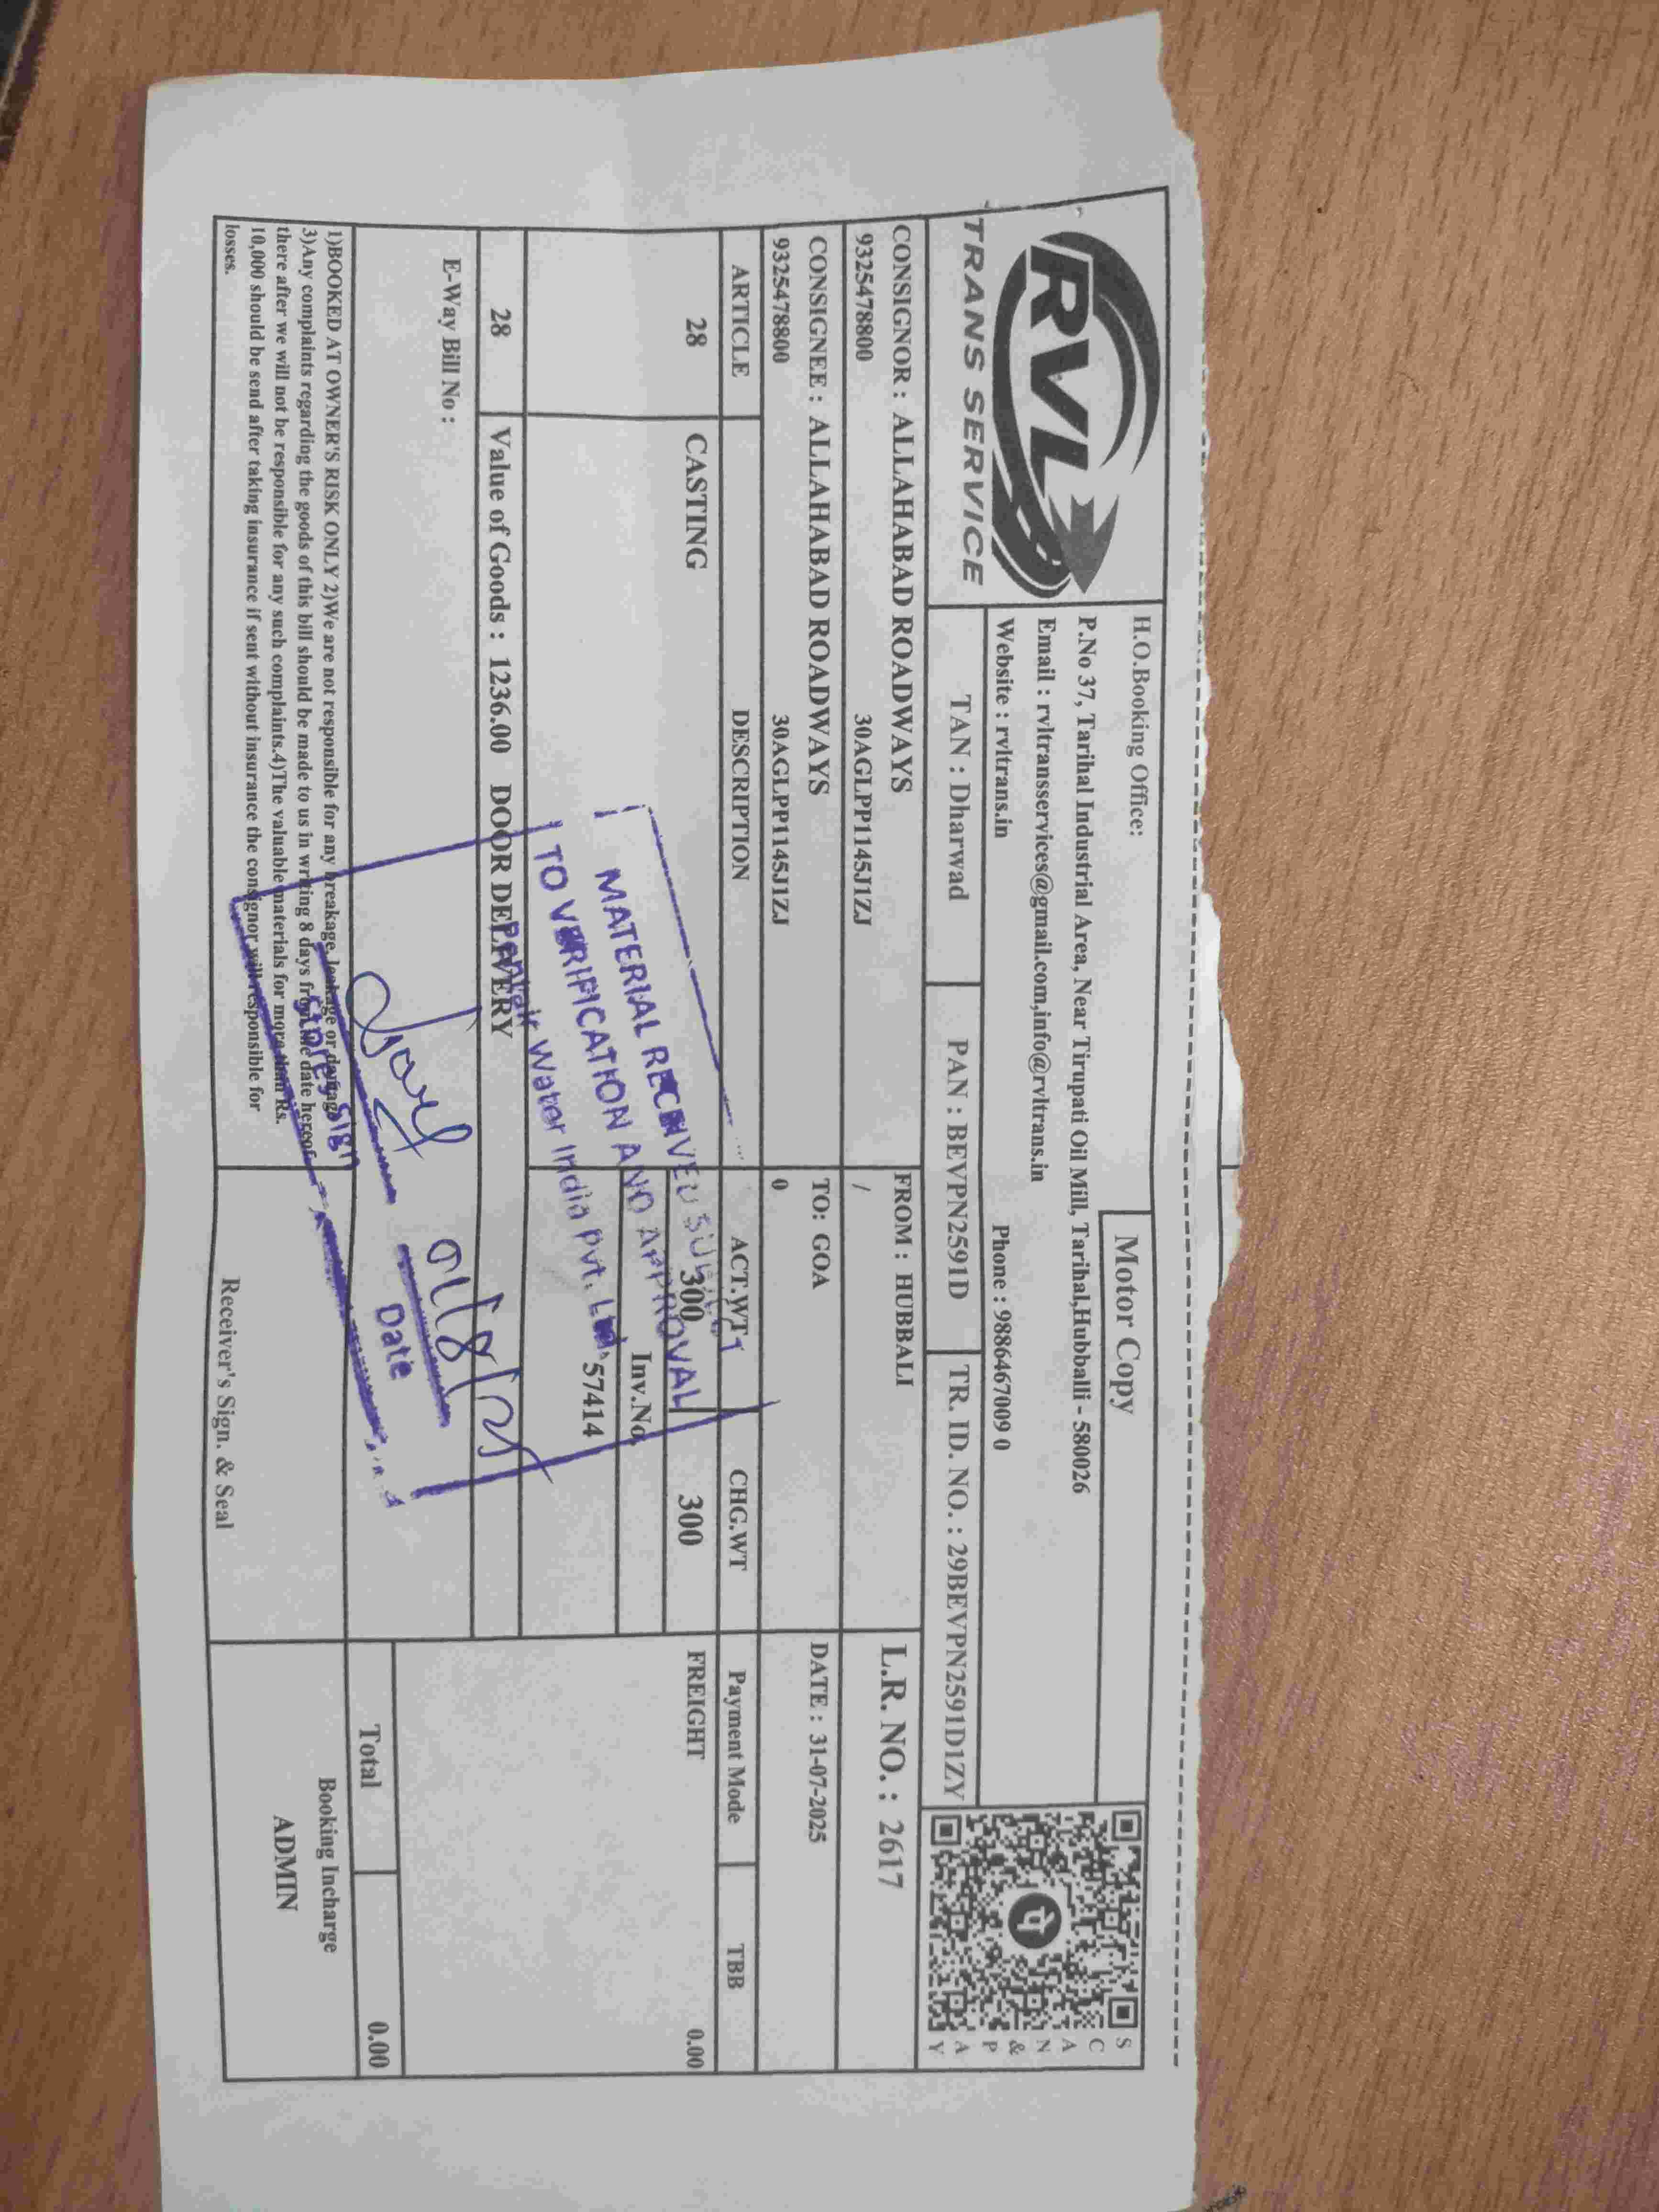 RVL
TRANS SERVICE
H.O.Booking Office:
Motor Copy
P.No 37, Tarihal Industrial Area, Near Tirupati Oil Mill, Tarihal,Hubballi - 580026
Email : rvltransservices@gmail.com,info@rvltrans.in
Website : rvltrans.in Phone : 9886467009 0
SCAN & PAY
TAN : Dharwad PAN : BEVPN2591D TR. ID. NO. : 29BEVPN2591D1ZY
CONSIGNOR : ALLAHABAD ROADWAYS FROM : HUBBALI L.R. NO. : 2617
9325478800 30AGLPP1145J1ZJ /
CONSIGNEE : ALLAHABAD ROADWAYS TO: GOA DATE : 31-07-2025
9325478800 30AGLPP1145J1ZJ 0
ARTICLE DESCRIPTION ACT.WT CHG.WT Payment Mode TBB
28 CASTING 300 300 FREIGHT 0.00
Inv.No.
57414
28 Value of Goods : 1236.00 DOOR DELIVERY
E-Way Bill No :
Total 0.00
MATERIAL RECEIVED SUBJECT
TO VERIFICATION AND APPROVAL
Pentair Water India Pvt. Ltd.
Stores Sign Date
1)BOOKED AT OWNER'S RISK ONLY 2)We are not responsible for any breakage, leakage or damage
3)Any complaints regarding the goods of this bill should be made to us in writing 8 days from the date hereof
there after we will not be responsible for any such complaints.4)The valuable materials for more than Rs.
10,000 should be send after taking insurance if sent without insurance the consignor will responsible for
losses.
Receiver's Sign. & Seal
Booking Incharge
ADMIN